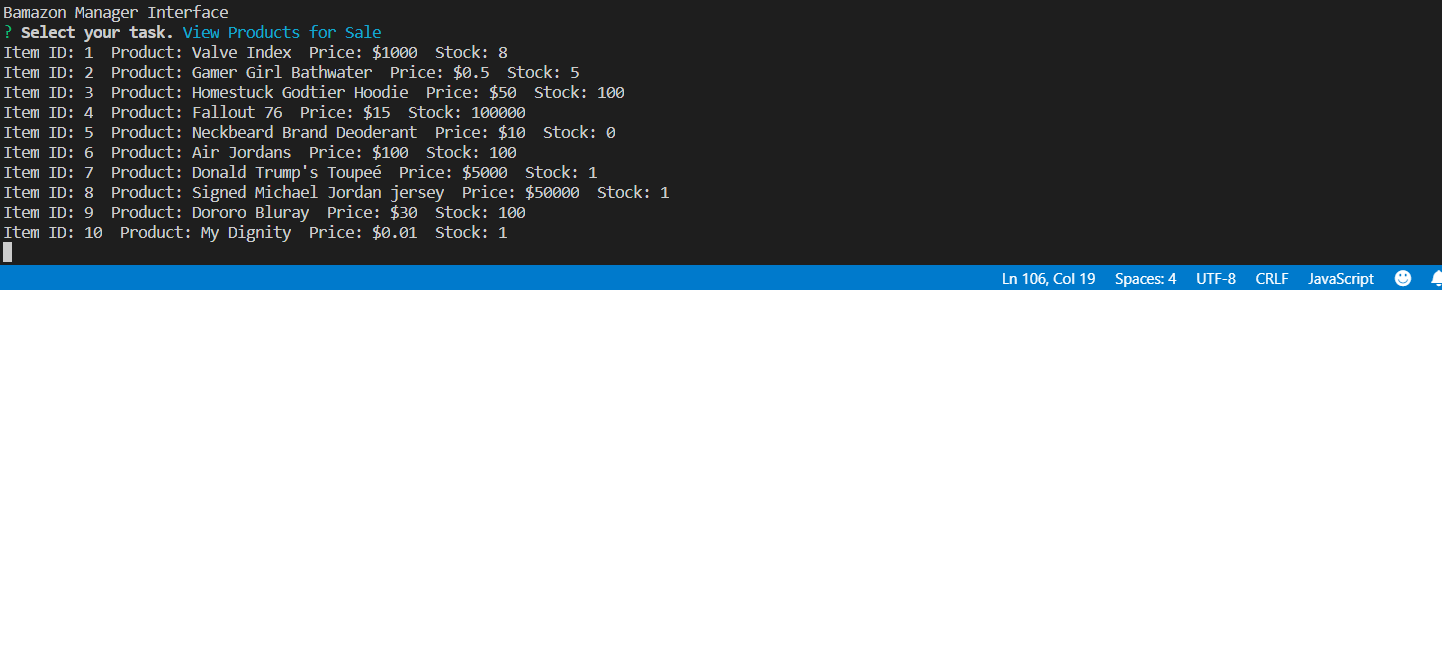 Bamazon Manager Interface
? Select your task. View Products for Sale
Item ID: 1  Product: Valve Index  Price: $1000  Stock: 8
Item ID: 2  Product: Gamer Girl Bathwater  Price: $0.5  Stock: 5
Item ID: 3  Product: Homestuck Godtier Hoodie  Price: $50  Stock: 100
Item ID: 4  Product: Fallout 76  Price: $15  Stock: 100000
Item ID: 5  Product: Neckbeard Brand Deoderant  Price: $10  Stock: 0
Item ID: 6  Product: Air Jordans  Price: $100  Stock: 100
Item ID: 7  Product: Donald Trump's Toupeé  Price: $5000  Stock: 1
Item ID: 8  Product: Signed Michael Jordan jersey  Price: $50000  Stock: 1
Item ID: 9  Product: Dororo Bluray  Price: $30  Stock: 100
Item ID: 10  Product: My Dignity  Price: $0.01  Stock: 1
Ln 106, Col 19 Spaces: 4 UTF-8 CRLF JavaScript